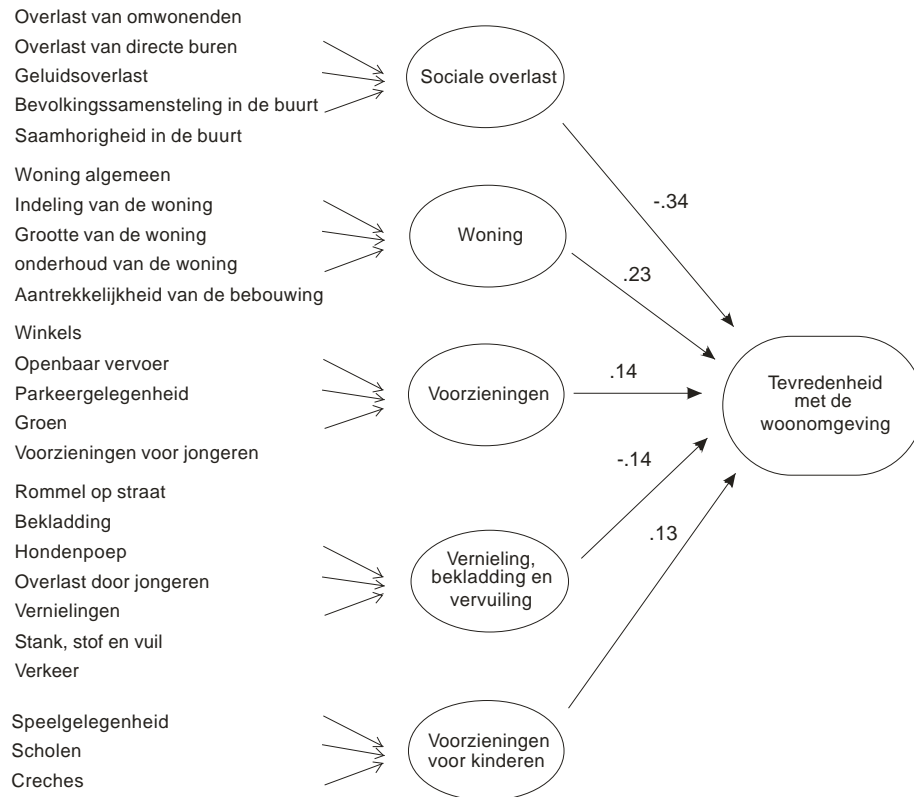 Overlast van omwonenden
Overlast van directe buren
Geluidsoverlast
Bevolkingssamensteling in de buurt
Saamhorigheid in de buurt
Sociale overlast
-.34
Woning algemeen
Indeling van de woning
Grootte van de woning
onderhoud van de woning
Aantrekkelijkheid van de bebouwing
Woning
.23
Winkels
Openbaar vervoer
Parkeergelegenheid
Groen
Voorzieningen voor jongeren
Voorzieningen
.14
Tevredenheid
met de
woonomgeving
Rommel op straat
Bekladding
Hondenpoep
Overlast door jongeren
Vernielingen
Stank, stof en vuil
Verkeer
Vernieling,
bekladding en
vervuiling
-.14
Speelgelegenheid
Scholen
Creches
Voorzieningen
voor kinderen
.13